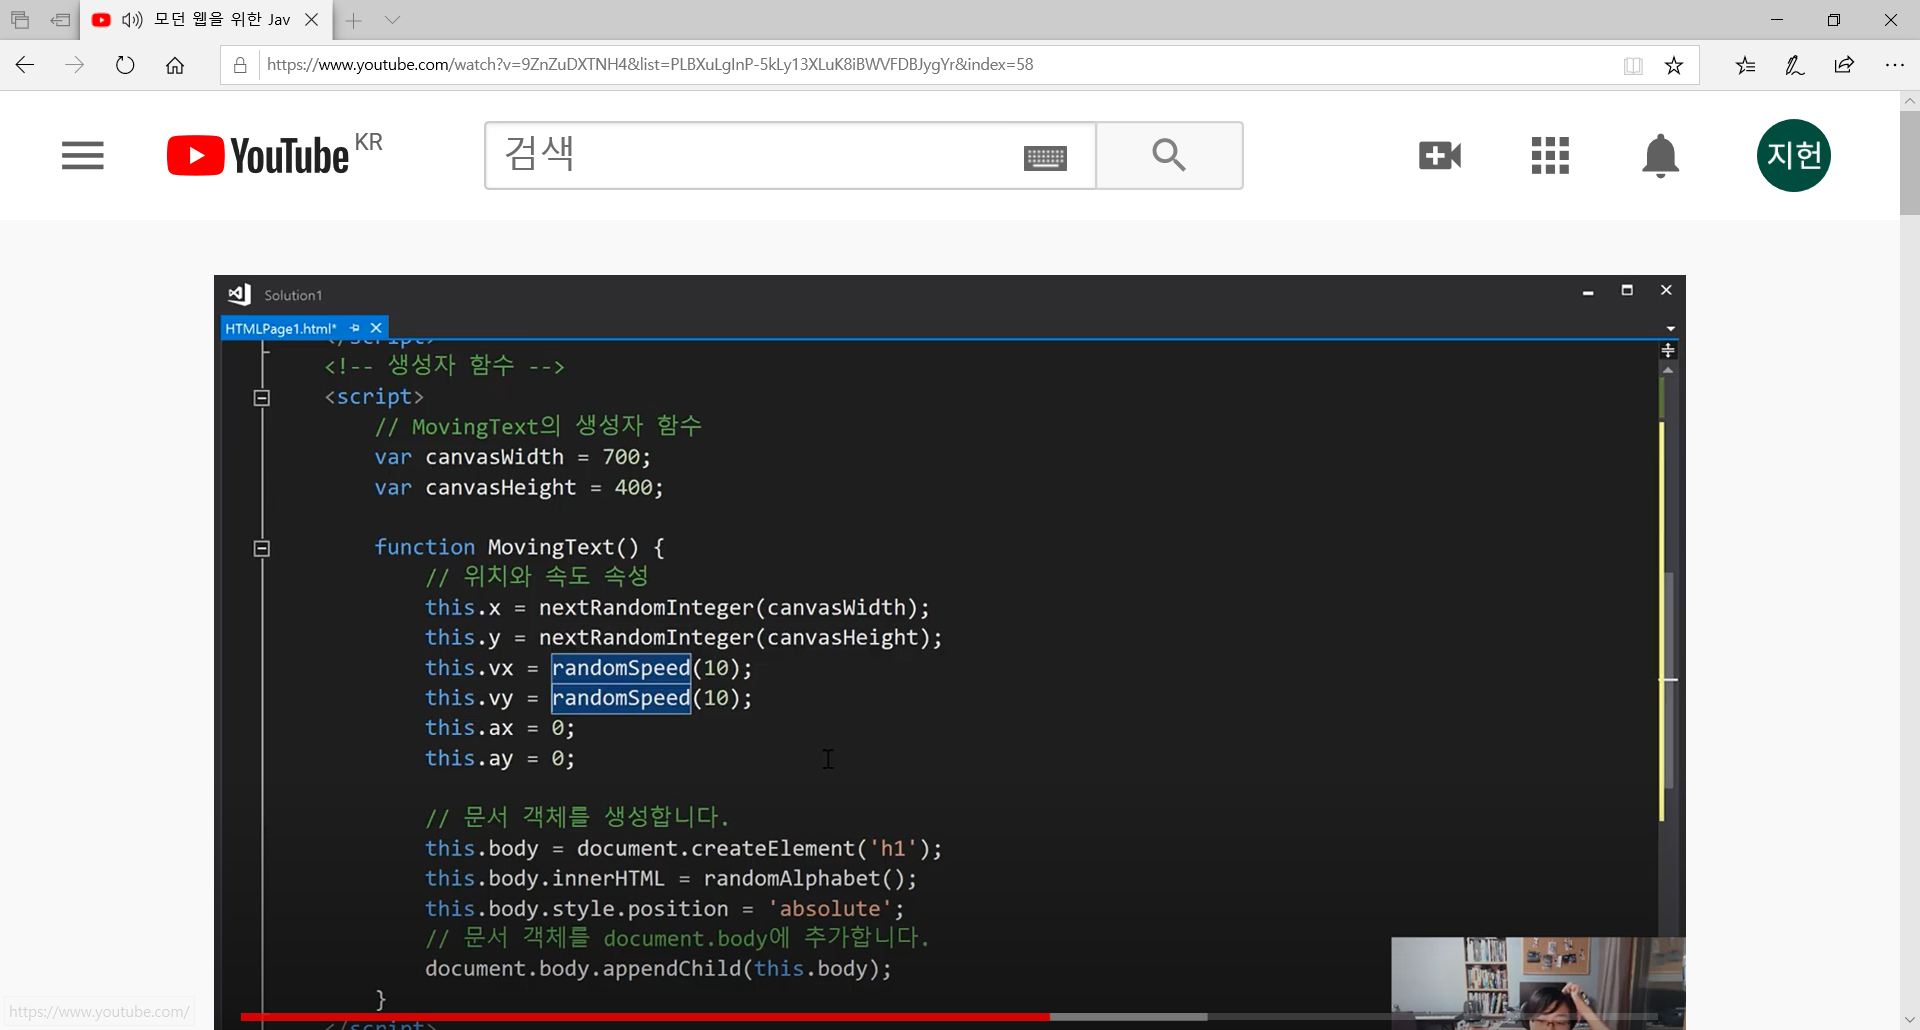 모던 웹을 위한 Jav
https://www.youtube.com/watch?v=9ZnZuDXTNH4&list=PLBXuLgInP-5kLy13XLuK8iBWVFDBJygYr&index=58
YouTube KR
검색
지헌
Solution1
HTMLPage1.html*
</script>
<!-- 생성자 함수 -->
<script>
// MovingText의 생성자 함수
var canvasWidth = 700;
var canvasHeight = 400;
function MovingText() {
// 위치와 속도 속성
this.x = nextRandomInteger(canvasWidth);
this.y = nextRandomInteger(canvasHeight);
this.vx = randomSpeed(10);
this.vy = randomSpeed(10);
this.ax = 0;
this.ay = 0;
// 문서 객체를 생성합니다.
this.body = document.createElement('h1');
this.body.innerHTML = randomAlphabet();
this.body.style.position = 'absolute';
// 문서 객체를 document.body에 추가합니다.
document.body.appendChild(this.body);
}
</script>
https://www.youtube.com/